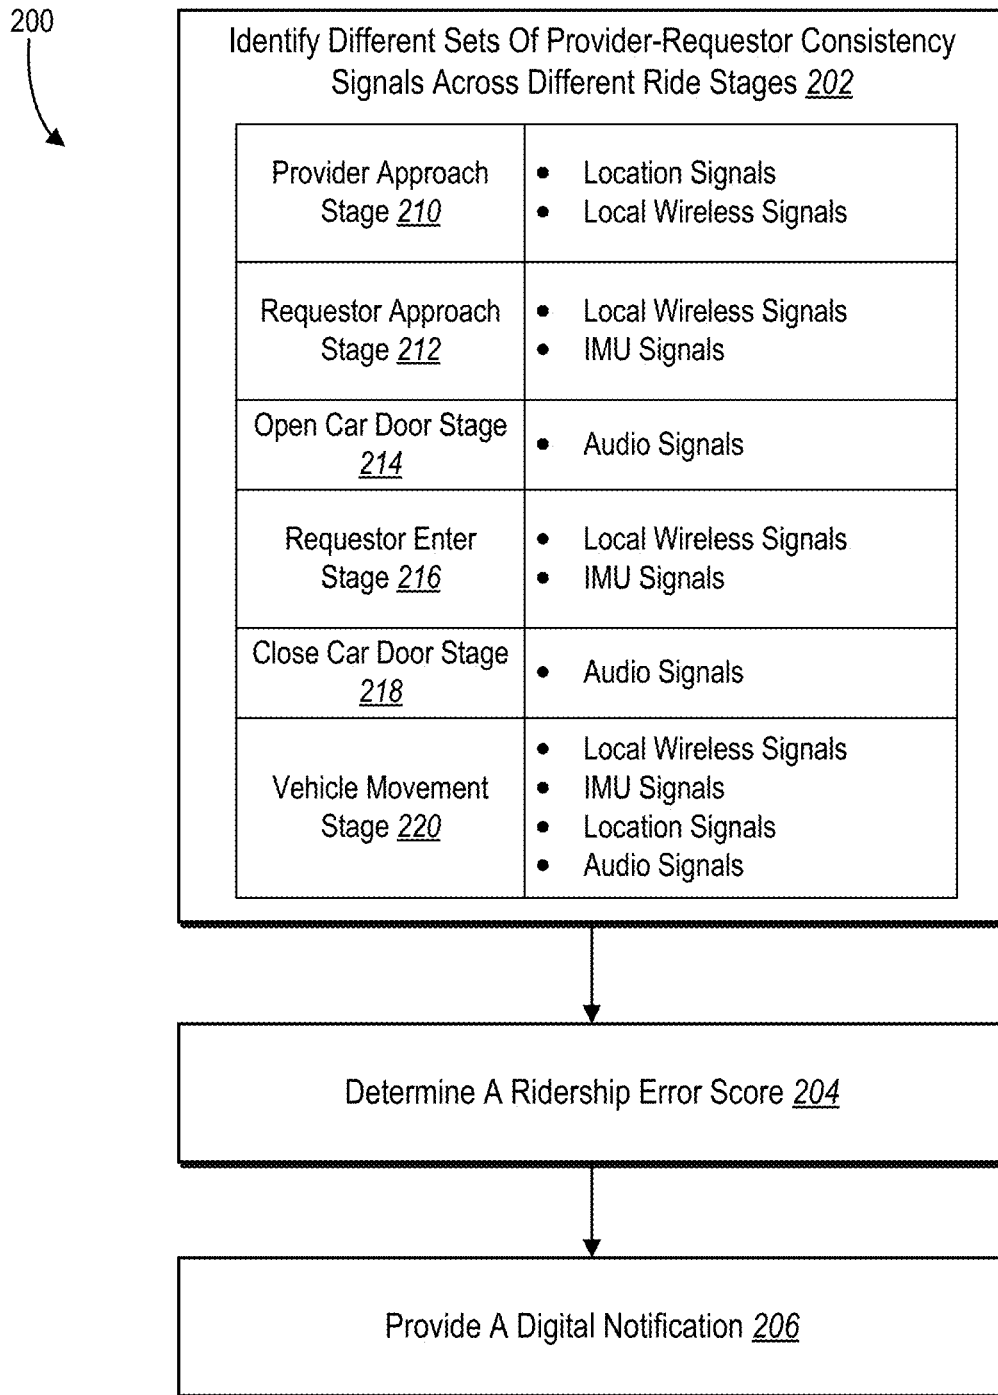 200
Identify Different Sets Of Provider-Requestor Consistency
Signals Across Different Ride Stages 202
Provider Approach
Stage 210
• Location Signals
• Local Wireless Signals
Requestor Approach
Stage 212
• Local Wireless Signals
• IMU Signals
Open Car Door Stage
214
• Audio Signals
Requestor Enter
Stage 216
• Local Wireless Signals
• IMU Signals
Close Car Door Stage
218
• Audio Signals
Vehicle Movement
Stage 220
• Local Wireless Signals
• IMU Signals
• Location Signals
• Audio Signals
Determine A Ridership Error Score 204
Provide A Digital Notification 206